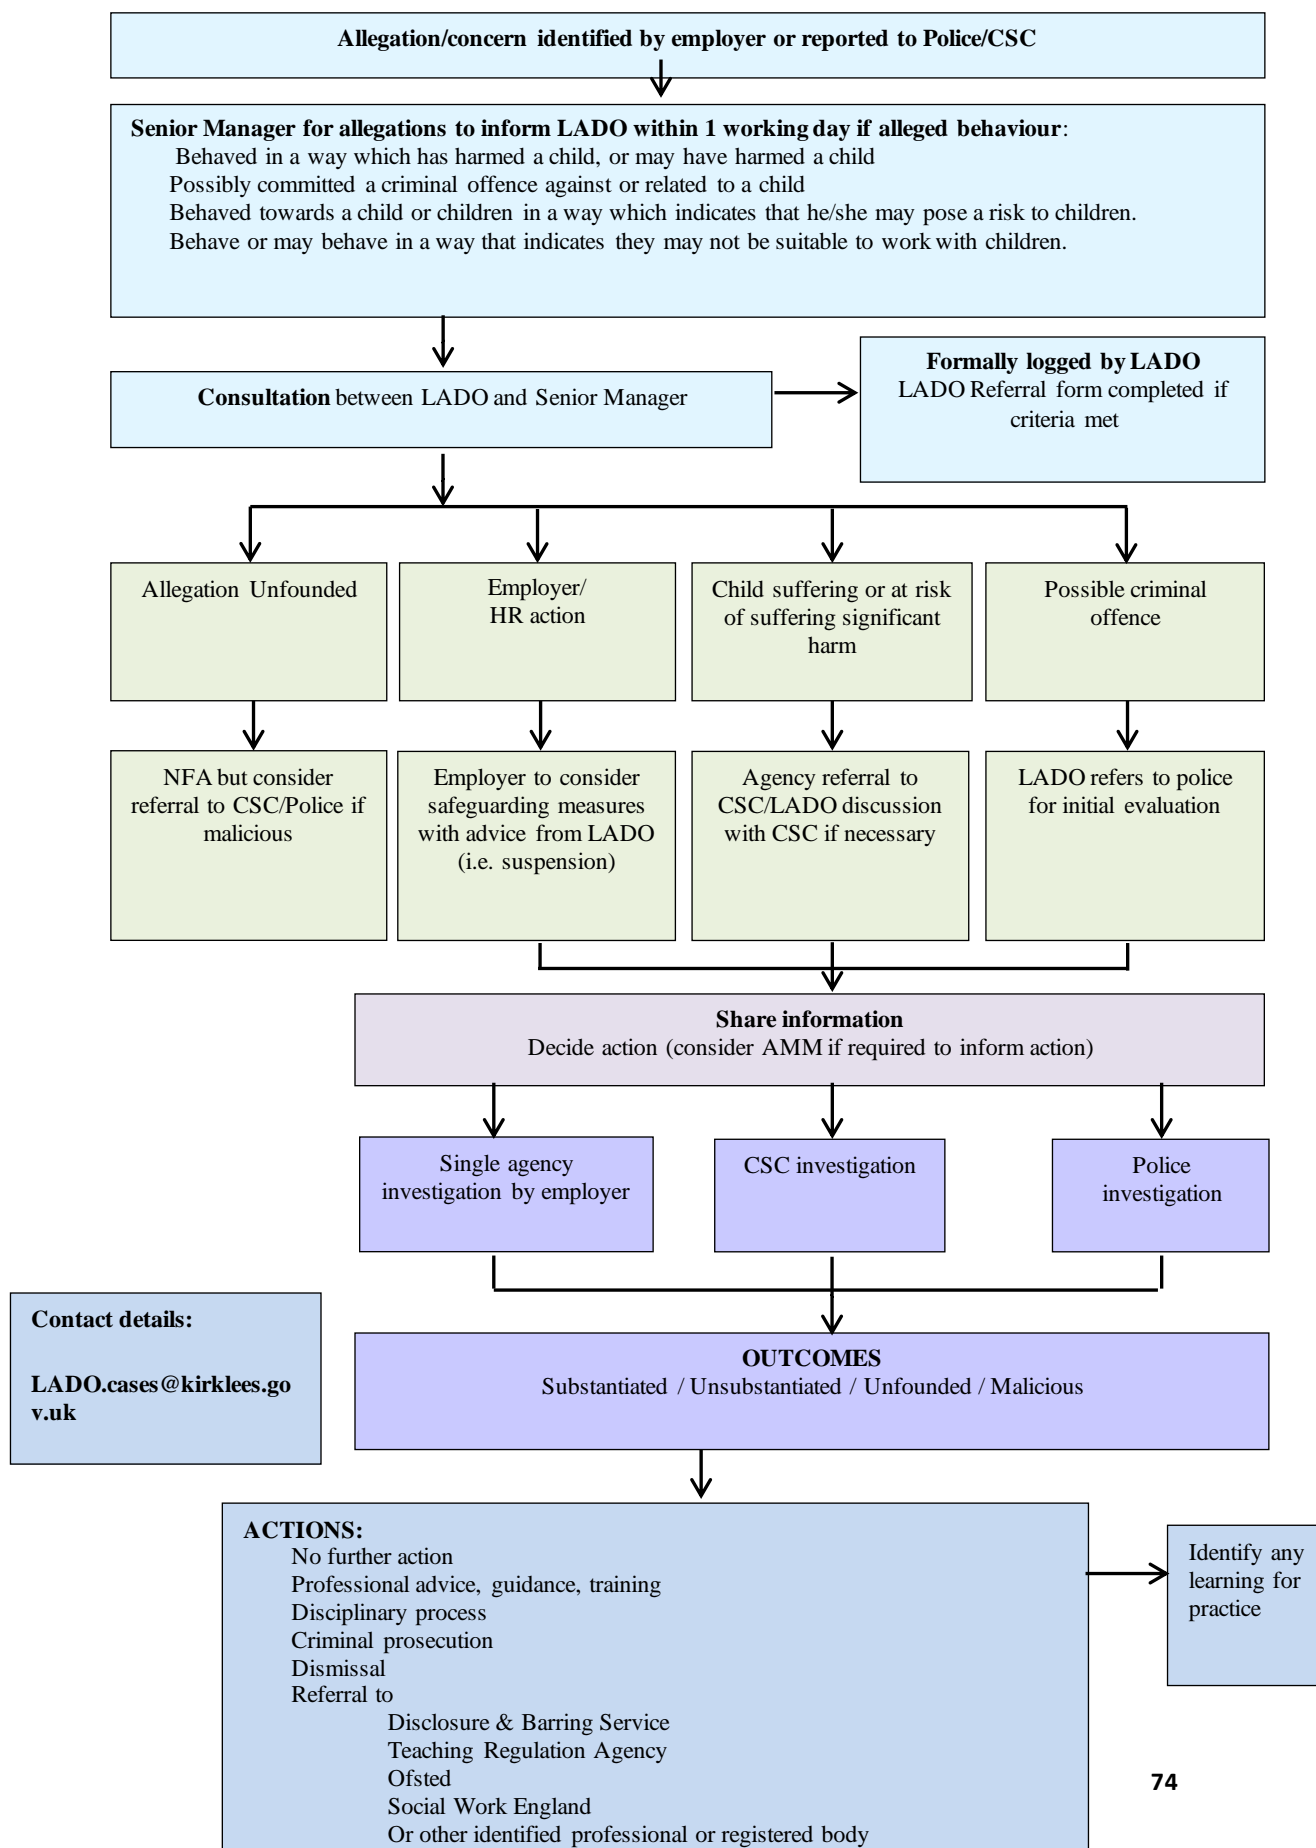 Allegation/concern identified by employer or reported to Police/CSC
Senior Manager for allegations to inform LADO within 1 working day if alleged behaviour:
Behaved in a way which has harmed a child, or may have harmed a child
Possibly committed a criminal offence against or related to a child
Behaved towards a child or children in a way which indicates that he/she may pose a risk to children.
Behave or may behave in a way that indicates they may not be suitable to work with children.
Consultation between LADO and Senior Manager
Formally logged by LADO
LADO Referral form completed if
criteria met
Allegation Unfounded
Employer/
HR action
Child suffering or at risk
of suffering significant
harm
Possible criminal
offence
NFA but consider
referral to CSC/Police if
malicious
Employer to consider
safeguarding measures
with advice from LADO
(i.e. suspension)
Agency referral to
CSC/LADO discussion
with CSC if necessary
LADO refers to police
for initial evaluation
Share information
Decide action (consider AMM if required to inform action)
Single agency
investigation by employer
CSC investigation
Police
investigation
Contact details:
LADO.cases@kirklees.go
v.uk
OUTCOMES
Substantiated / Unsubstantiated / Unfounded / Malicious
ACTIONS:
No further action
Professional advice, guidance, training
Disciplinary process
Criminal prosecution
Dismissal
Referral to
Disclosure & Barring Service
Teaching Regulation Agency
Ofsted
Social Work England
Or other identified professional or registered body
Identify any
learning for
practice
74